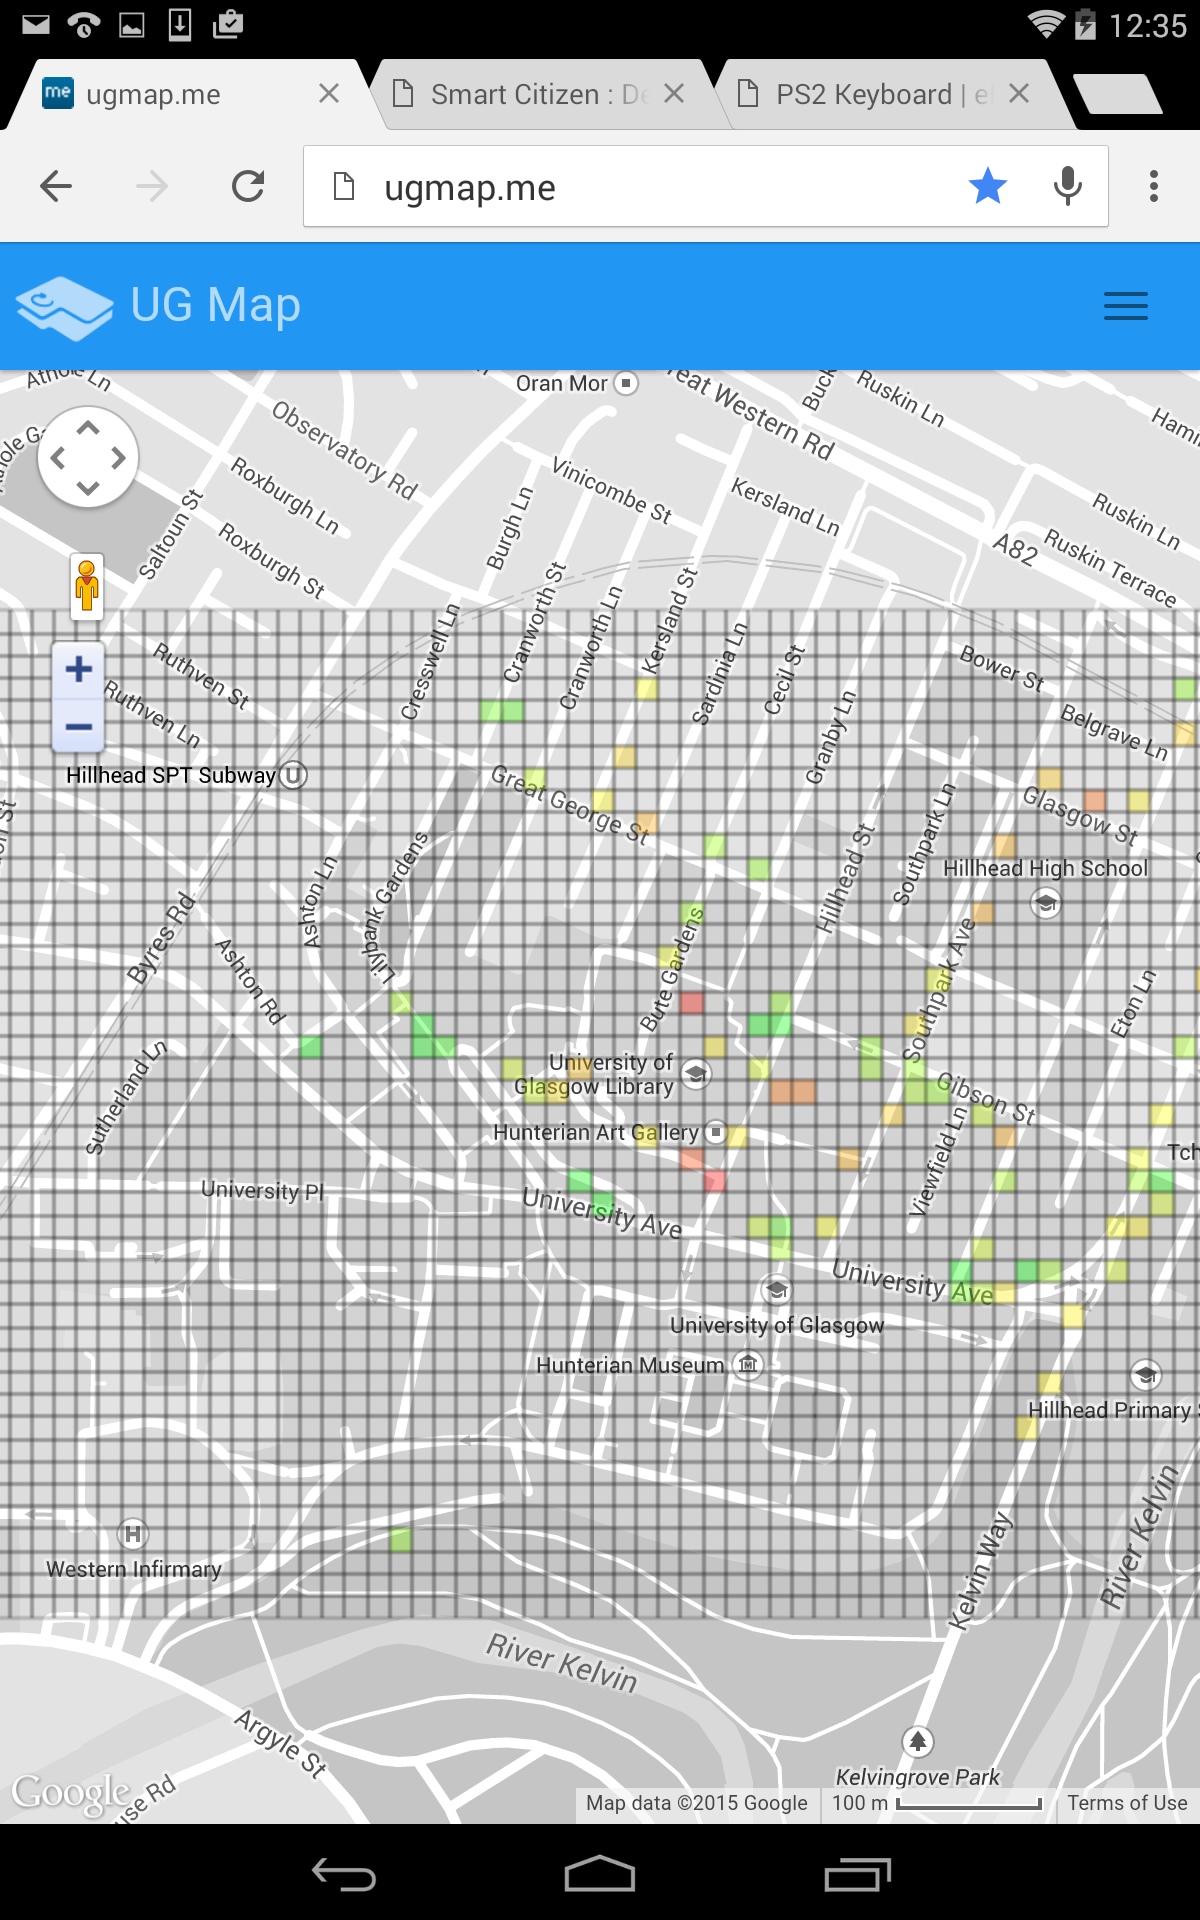 12:35
me ugmap.me
Smart Citizen : De
PS2 Keyboard | e
ugmap.me
UG Map
Oran Mor
Ruskin Ln
Observatory Rd
Vinicombe St
Kersland Ln
Roxburgh Ln
Roxburgh St
Saltoun St
Burgh Ln
Ruskin Ln
A82
Ruskin Terrace
Cresswell Ln
Cranworth St
Cranworth Ln
Kersland St
Sardinia Ln
Cecil St
Granby Ln
Bower St
Belgrave Ln
Ruthven St
Ruthven Ln
Hillhead SPT Subway
U
Great George St
Glasgow St
Hillhead High School
Hillhead St
Southpark Ln
Byres Rd
Ashton Ln
Lilybank Gardens
Ashton Rd
Bute Gardens
Southpark Ave
Eton Ln
Sutherland Ln
University of
Glasgow Library
Gibson St
Hunterian Art Gallery
Viewfield Ln
Tch
University Pl
University Ave
University Ave
University of Glasgow
Hunterian Museum
M
Hillhead Primary
H
Western Infirmary
Kelvin Way
River Kelvin
River Kelvin
Argyle St
Kelvingrove Park
Google
Map data ©2015 Google
100 m
Terms of Use